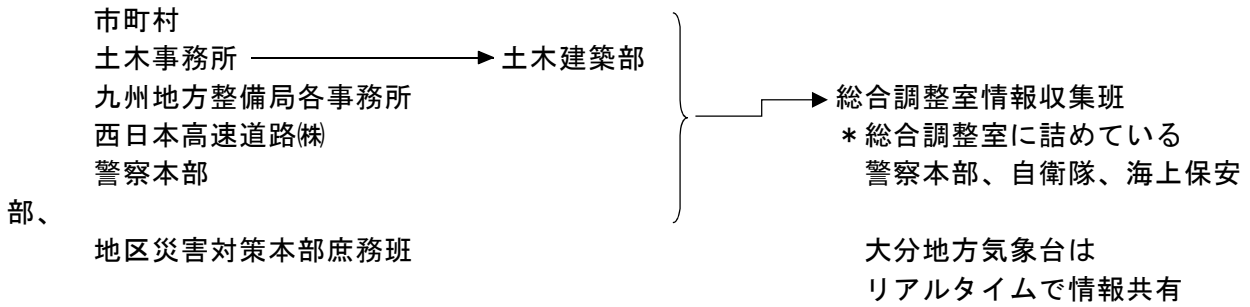 市町村
土木事務所 土木建築部
九州地方整備局各事務所 総合調整室情報収集班
西日本高速道路㈱ *総合調整室に詰めている
警察本部 警察本部、自衛隊、海上保安
部、
地区災害対策本部庶務班 大分地方気象台は
リアルタイムで情報共有